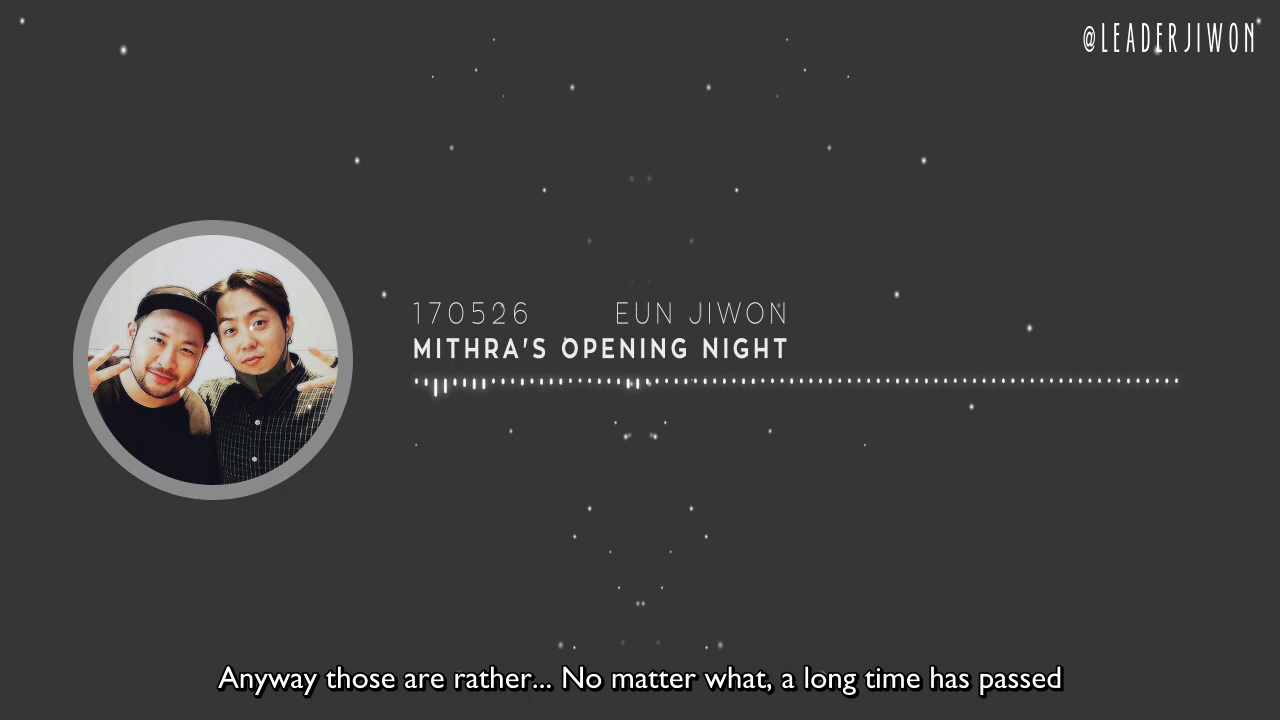 @LEADERJIWON
170526 EUN JIWON
MITHRA'S OPENING NIGHT
Anyway those are rather... No matter what, a long time has passed